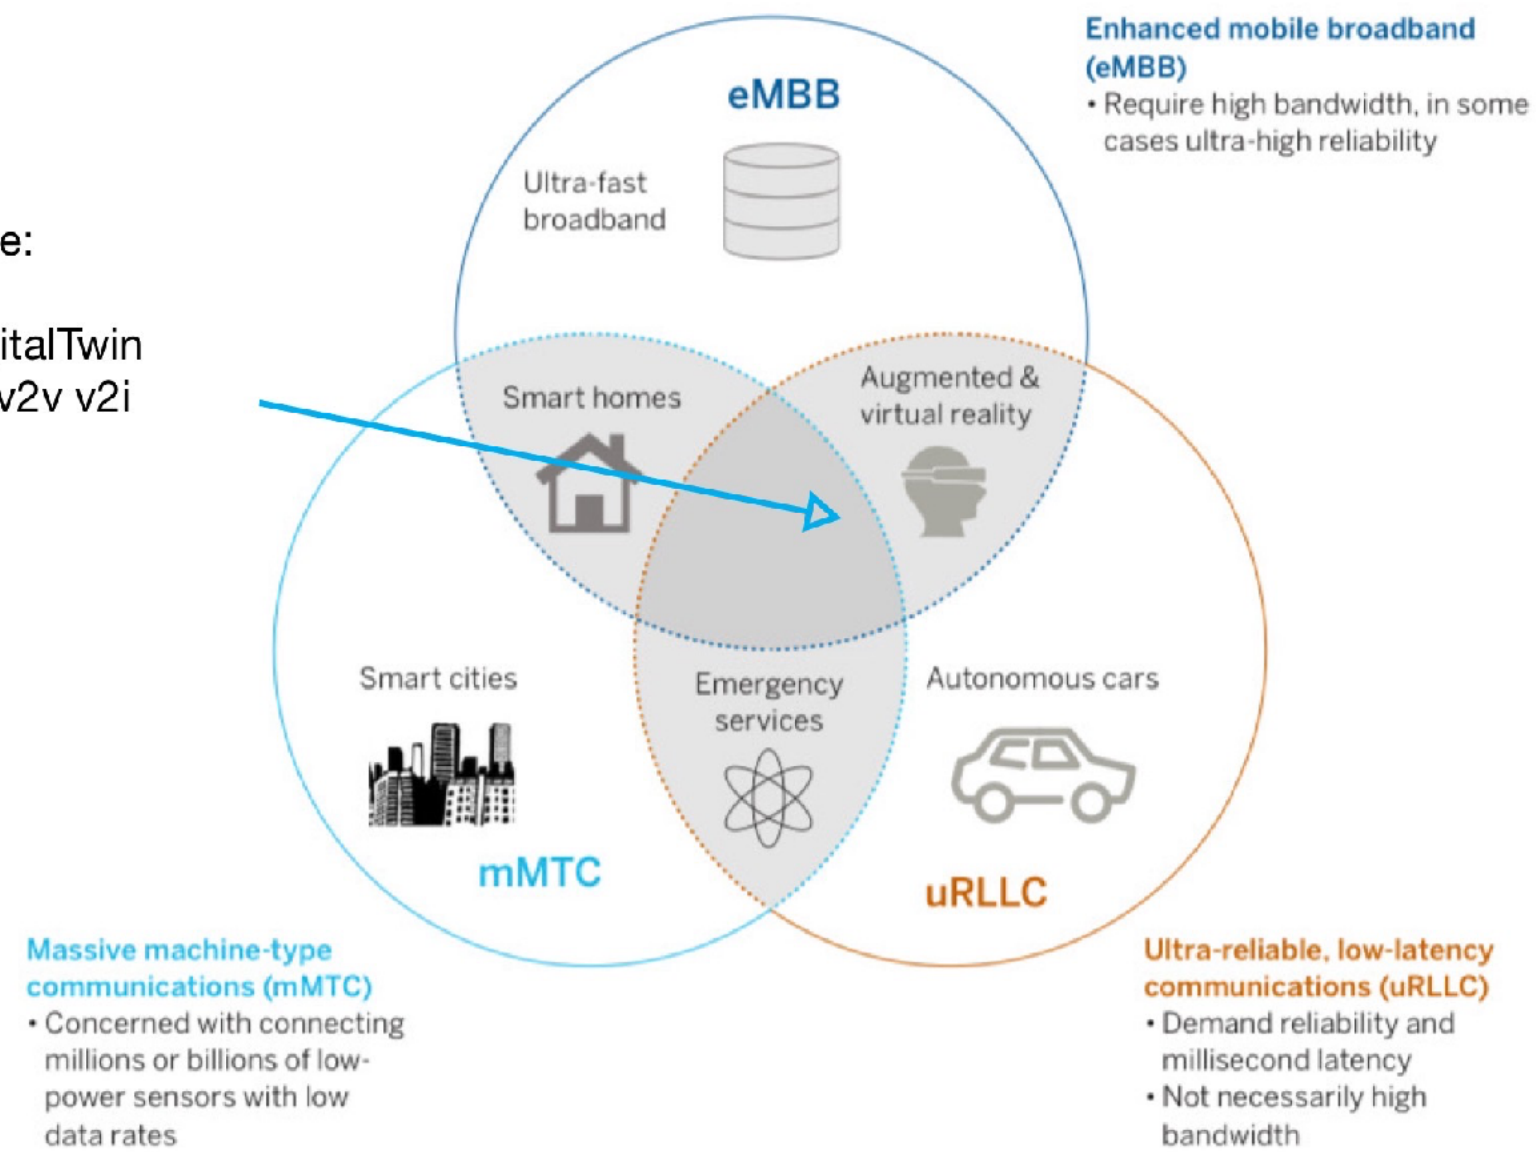 Enhanced mobile broadband
(eMBB)
• Require high bandwidth, in some
cases ultra-high reliability
eMBB
Ultra-fast
broadband
e:
italTwin
v2v v2i
Smart homes
Augmented &
virtual reality
Smart cities
Emergency
services
Autonomous cars
mMTC
uRLLC
Massive machine-type
communications (mMTC)
• Concerned with connecting
millions or billions of low-
power sensors with low
data rates
Ultra-reliable, low-latency
communications (uRLLC)
• Demand reliability and
millisecond latency
• Not necessarily high
bandwidth